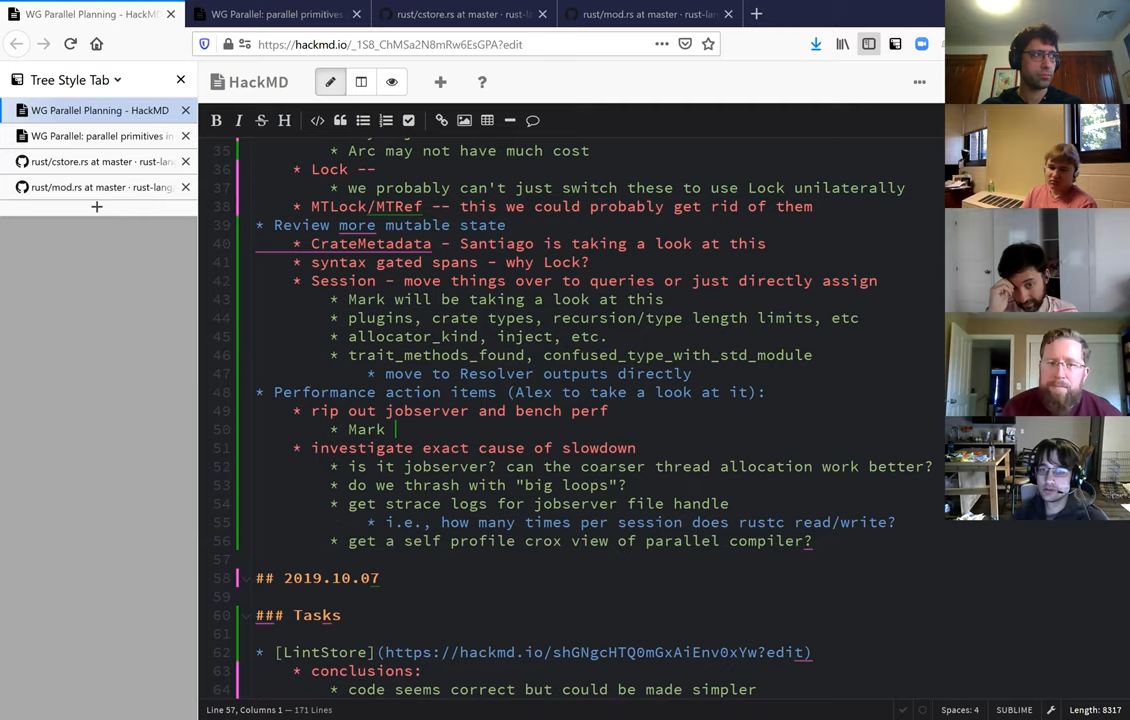 WG Parallel Planning - HackMD
WG Parallel: parallel primitives
rust/cstore.rs at master · rust-l
rust/mod.rs at master · rust-lan
https://hackmd.io/_1S8_ChMSa2N8mRw6EsGPA?edit
Tree Style Tab
HackMD
WG Parallel Planning - HackMD
WG Parallel: parallel primitives in
rust/cstore.rs at master · rust-lan
rust/mod.rs at master · rust-lang,
B I S H
35 * Arc may not have much cost
36 * Lock --
37 * we probably can't just switch these to use Lock unilaterally
38 * MTLock/MTRef -- this we could probably get rid of them
39 * Review more mutable state
40 * CrateMetadata - Santiago is taking a look at this
41 * syntax gated spans - why Lock?
42 * Session - move things over to queries or just directly assign
43 * Mark will be taking a look at this
44 * plugins, crate types, recursion/type length limits, etc
45 * allocator_kind, inject, etc.
46 * trait_methods_found, confused_type_with_std_module
47 * move to Resolver outputs directly
48 * Performance action items (Alex to take a look at it):
49 * rip out jobserver and bench perf
50 * Mark
51 * investigate exact cause of slowdown
52 * is it jobserver? can the coarser thread allocation work better?
53 * do we thrash with "big loops"?
54 * get strace logs for jobserver file handle
55 * i.e., how many times per session does rustc read/write?
56 * get a self profile crox view of parallel compiler?
57
58 ## 2019.10.07
59
60 ### Tasks
61
62 * [LintStore](https://hackmd.io/shGNgcHTQ0mGxAiEnv0xYw?edit)
63 * conclusions:
64 * code seems correct but could be made simpler
Line 57, Columns 1 — 171 Lines
Spaces: 4
SUBLIME
Length: 8317